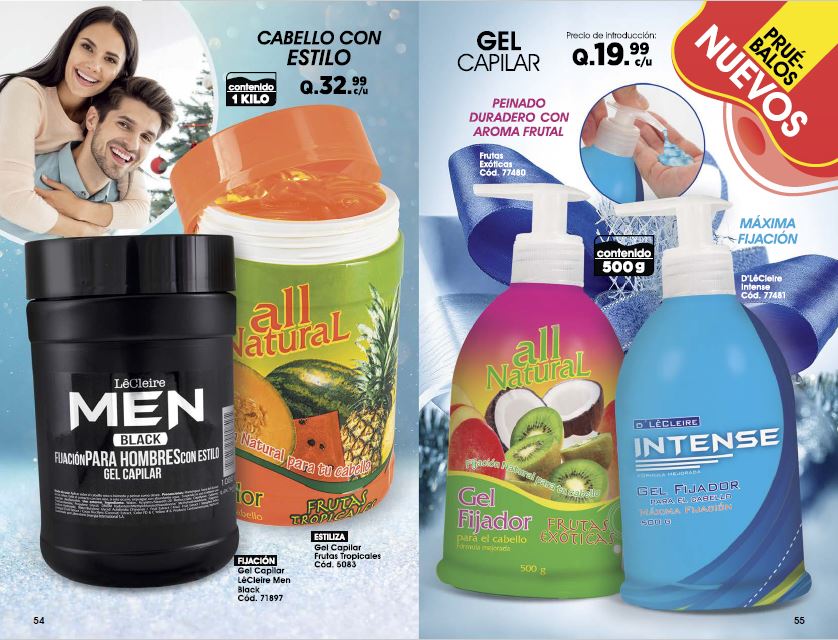 CABELLO CON
ESTILO
contenido
1 KILO
Q.32.99
c/u
all
NaturaL
Natural para tu cabello
FRUTAS
TROPICALES
cabello
LêCleire
MEN
BLACK
FIJACIÓN PARA HOMBRES CON ESTILO
GEL CAPILAR
FIJACIÓN
Gel Capilar
LêCleire Men
Black
Cód. 71897
ESTILIZA
Gel Capilar
Frutas Tropicales
Cód. 5083
54
GEL
CAPILAR
Precio de introducción:
Q.19.99
c/u
PRUÉ-
BALOS
NUEVOS
PEINADO
DURADERO CON
AROMA FRUTAL
Frutas
Exóticas
Cód. 77480
contenido
500 g
MÁXIMA
FIJACIÓN
D'LêCleire
Intense
Cód. 77481
all
NaturaL
Fijación Natural para tu cabello
Gel
Fijador
para el cabello
Fórmula mejorada
FRUTAS
EXÓTICAS
500 g
D'LÊCLEIRE
INTENSE
FÓRMULA MEJORADA
GEL FIJADOR
PARA EL CABELLO
MÁXIMA FIJACIÓN
500 g
55